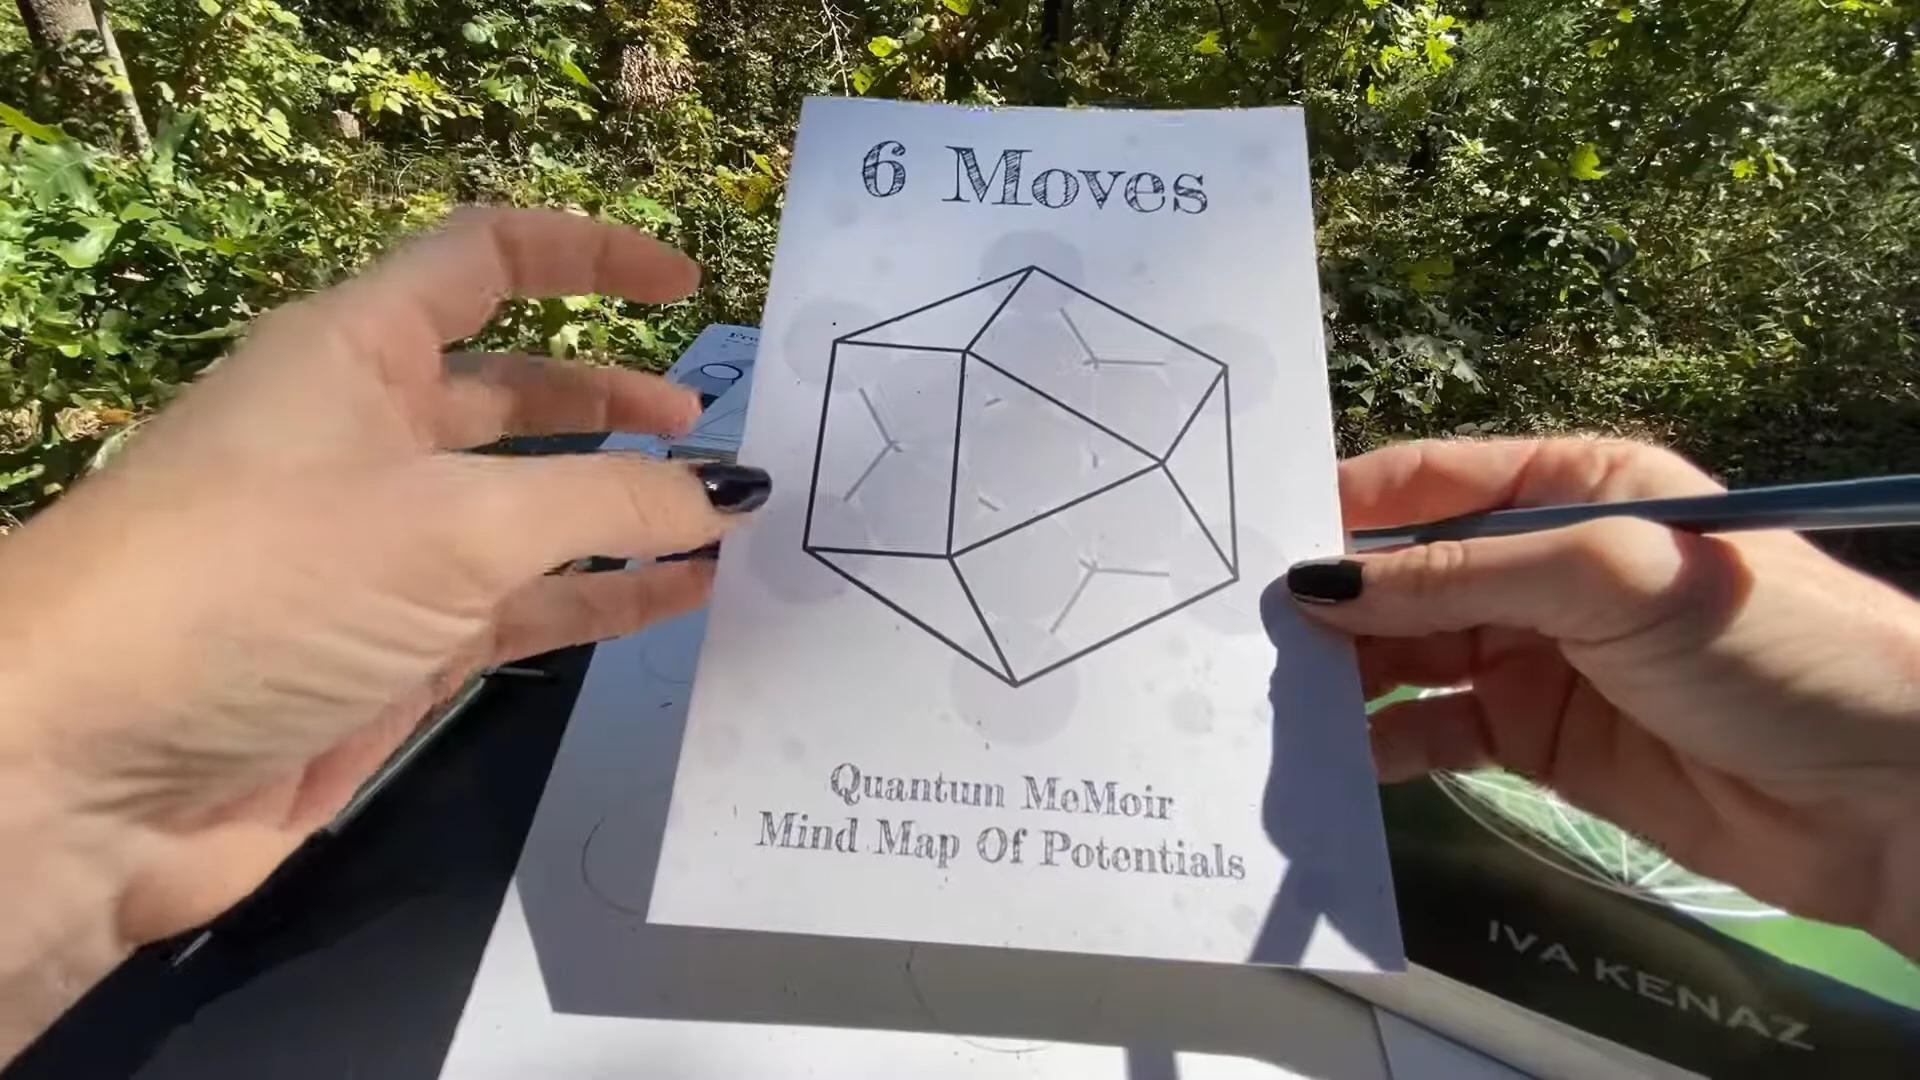 6 Moves
Quantum MeMoir
Mind Map Of Potentials
IVA KENAZ